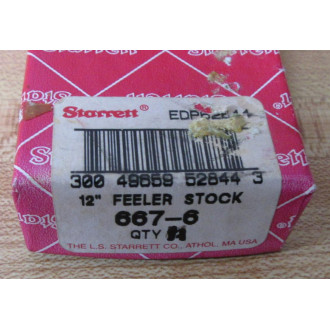 Starrett®
300 49659 52844 3
12" FEELER STOCK
667-6
QTY
THE L.S. STARRETT CO., ATHOL, MA USA